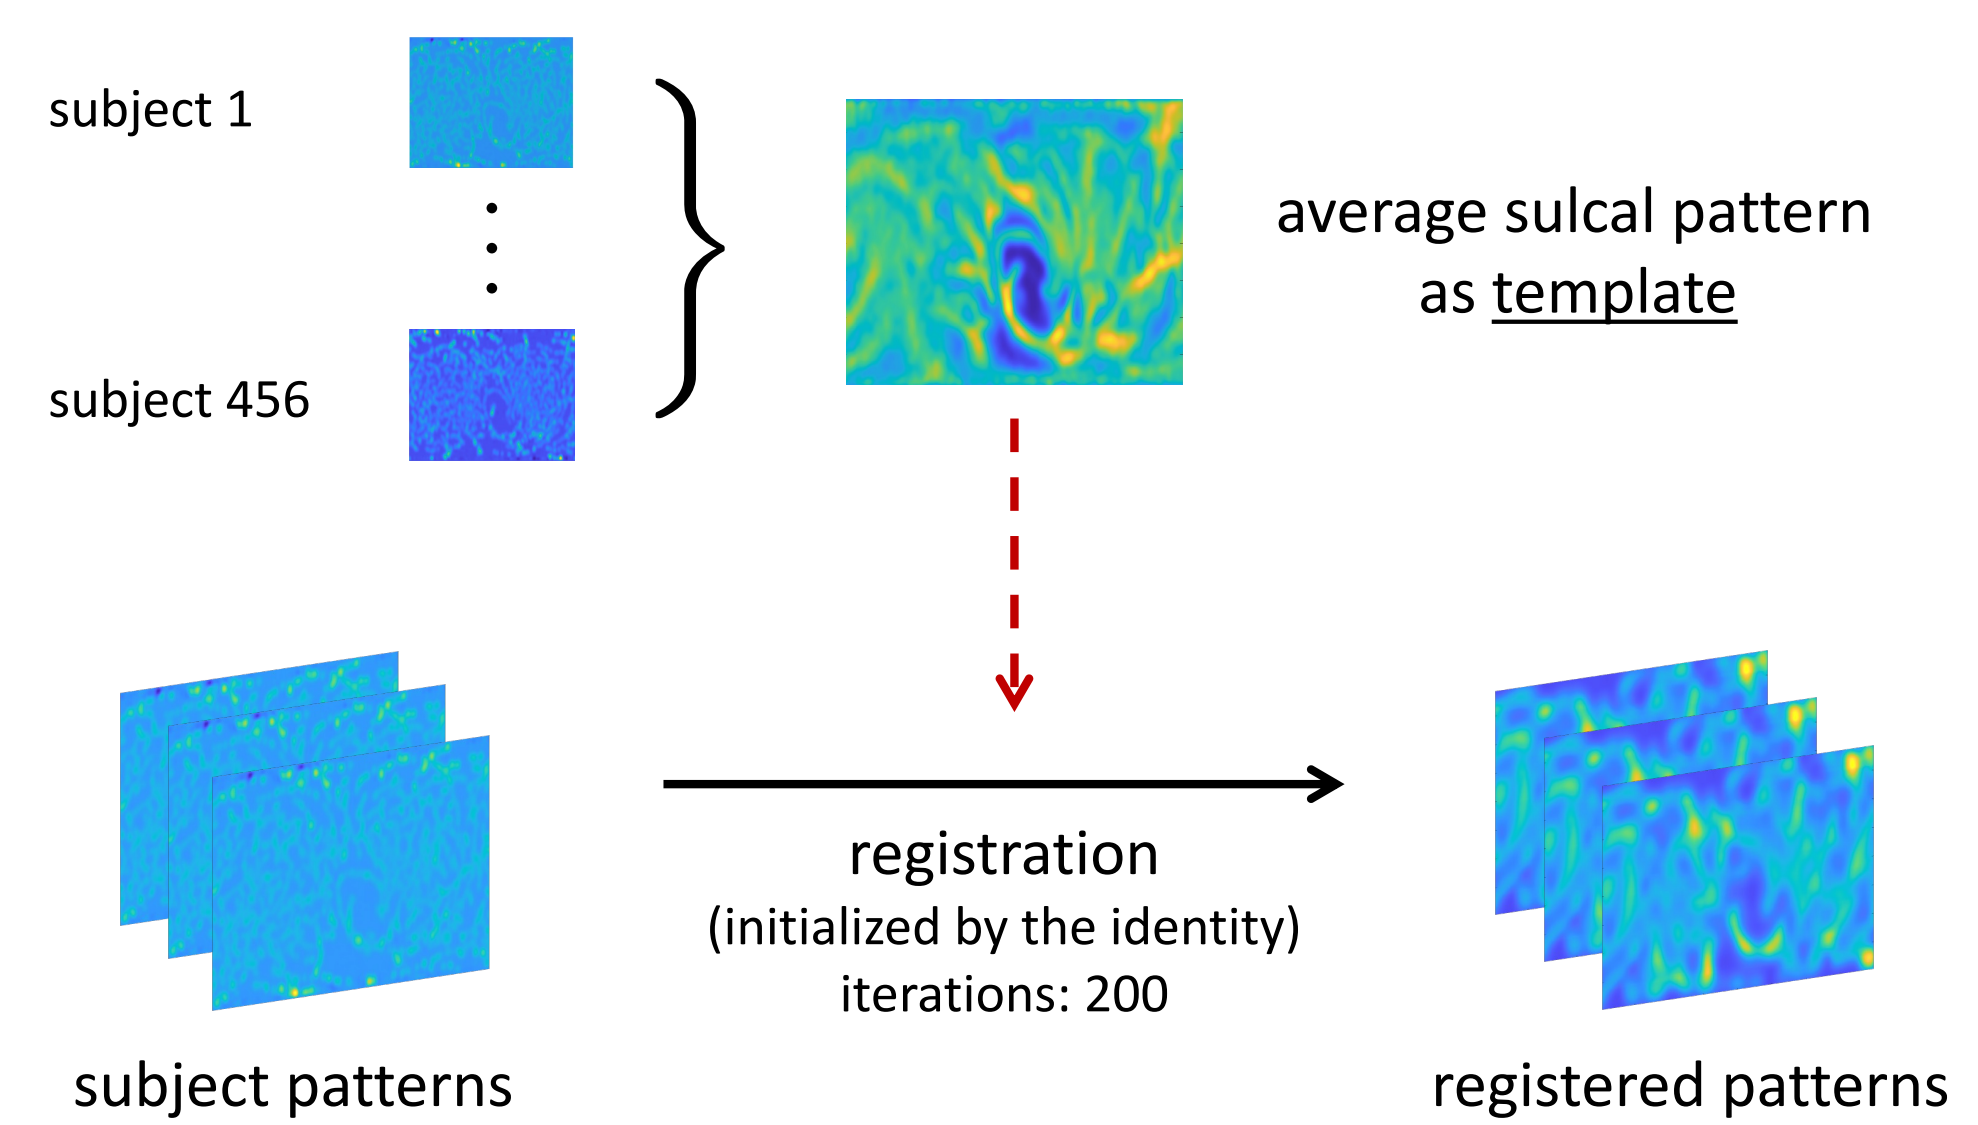 subject 1
subject 456
average sulcal pattern
as template
registration
(initialized by the identity)
iterations: 200
subject patterns
registered patterns